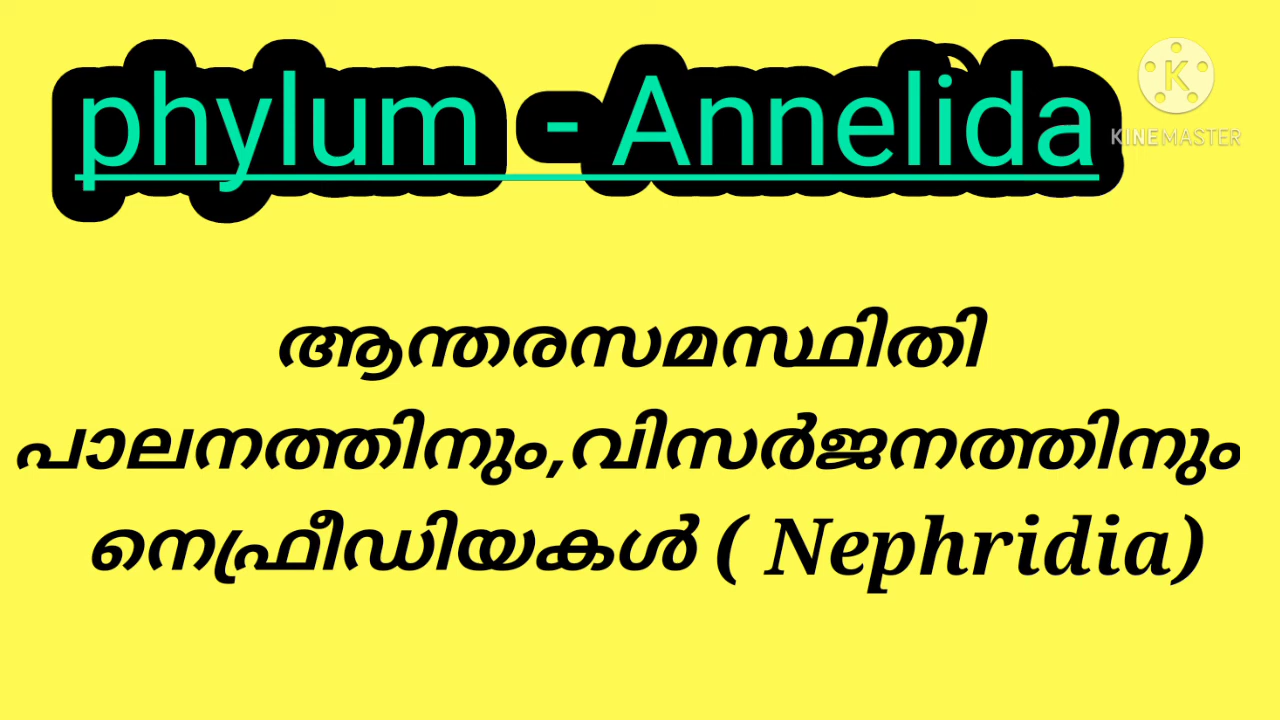 phylum - Annelida
KINEMASTER
ആന്തരസമസ്ഥിതി
പാലനത്തിനും,വിസർജനത്തിനും
നെഫ്രീഡിയകൾ ( Nephridia)